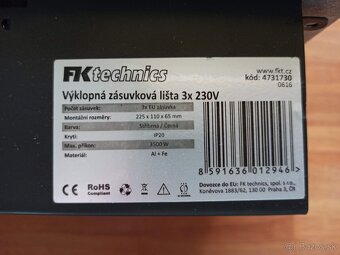 FK technics
www.fkt.cz
kód: 4731730
0616
Výklopná zásuvková lišta 3x 230V
Počet zásuvek: 3x EU zásuvka
Montážní rozměry: 225 x 110 x 65 mm
Barva: Stříbrná / Černá
Krytí: IP20
Max. příkon: 3500 W
Materiál: Al + Fe
8 591636 012946
CE RoHS
Compliant
Dovozce do EU: FK technics, spol. s r.o.,
Koněvova 1883/62, 130 00 Praha 3, ČR